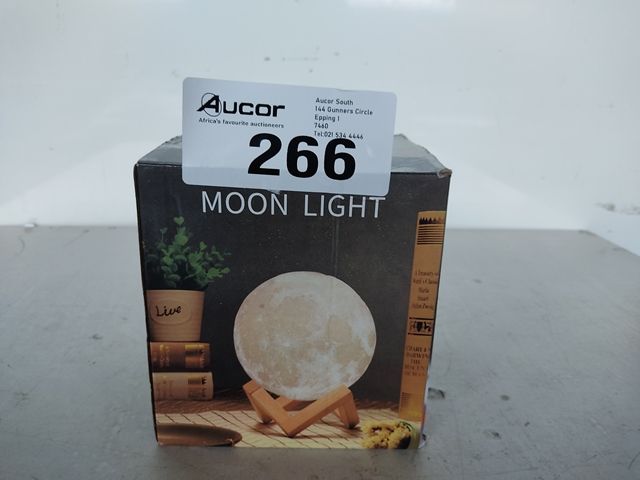 Aucor
Africa's favourite auctioneers
Aucor South
144 Gunners Circle
Epping 1
7460
Tel:021 534 4446
266
MOON LIGHT
Live